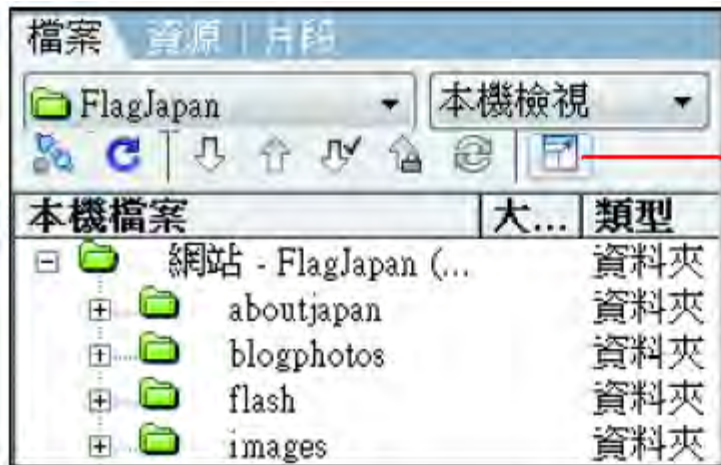 檔案 資源 片段
FlagJapan 本機檢視
本機檔案 大... 類型
網站 - FlagJapan (... 資料夾
aboutjapan 資料夾
blogphotos 資料夾
flash 資料夾
images 資料夾